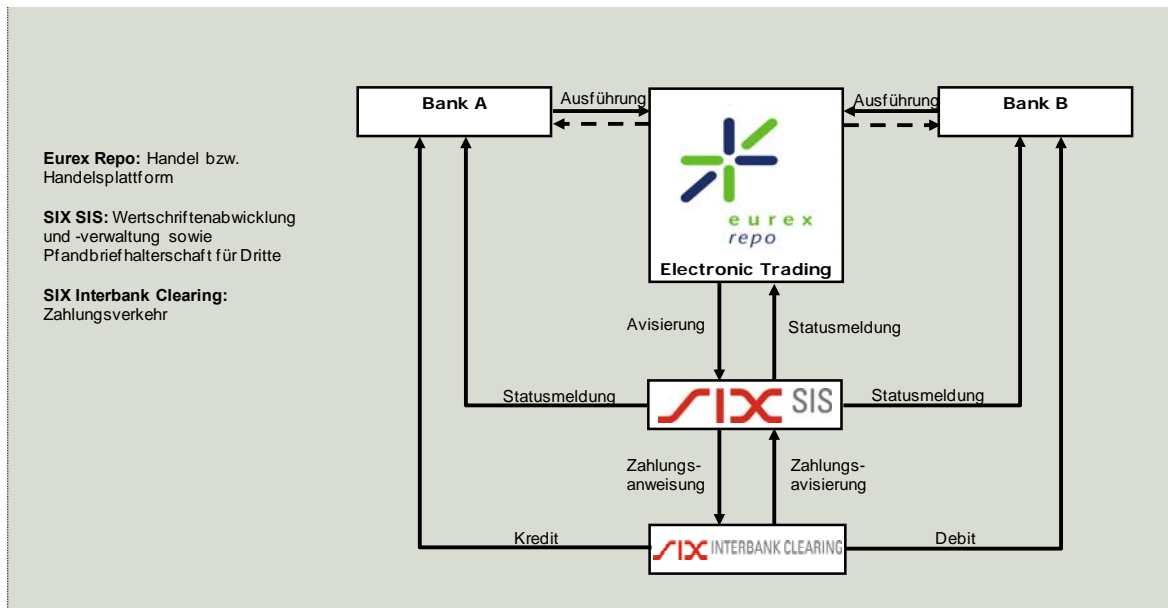 Bank A
Ausführung
Ausführung
Bank B
Eurex Repo: Handel bzw.
Handelsplattform
SIX SIS: Wertschriftenabwicklung
und -verwaltung sowie
Pfandbriefhalterschaft für Dritte
SIX Interbank Clearing:
Zahlungsverkehr
eurex
repo
Electronic Trading
Avisierung
Statusmeldung
Statusmeldung
SIX SIS
Statusmeldung
Zahlungs-
anweisung
Zahlungs-
avisierung
Kredit
SIX INTERBANK CLEARING
Debit